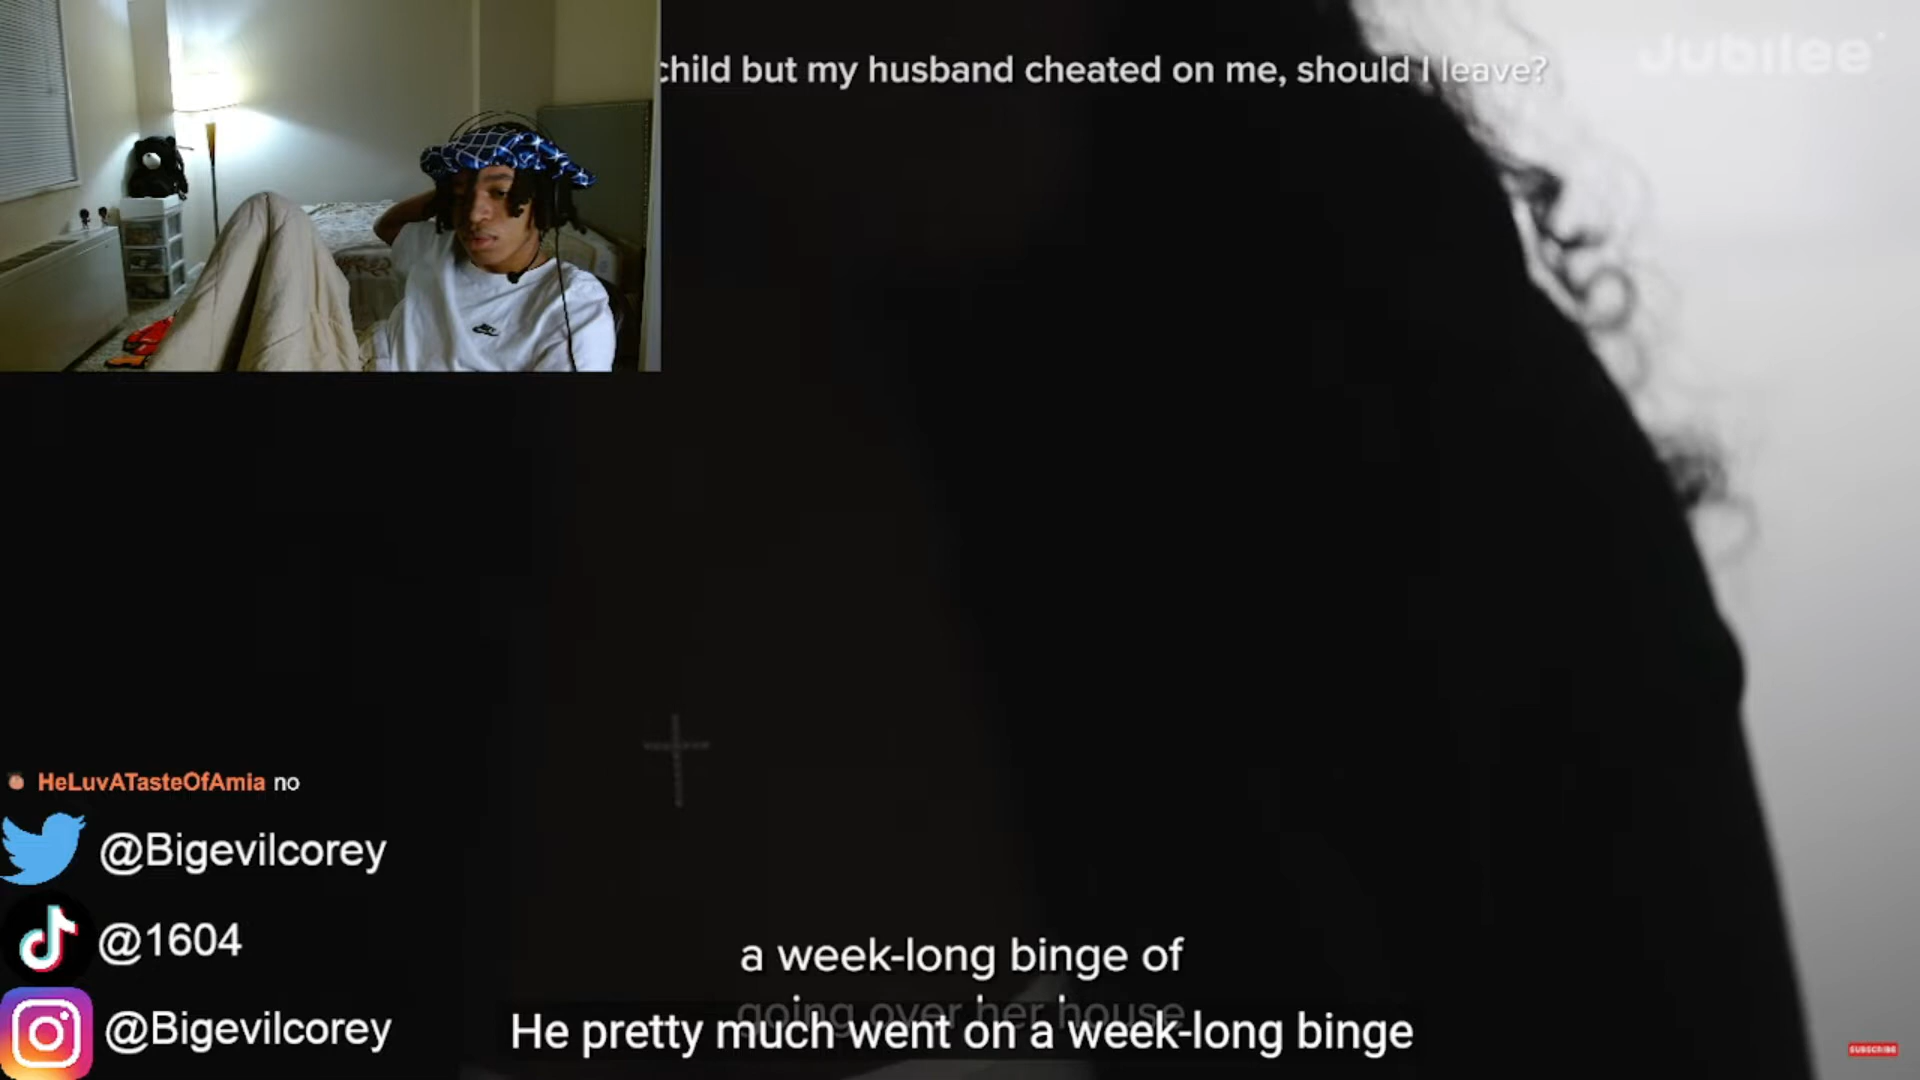 child but my husband cheated on me, should I leave?
Jubilee
HeLuvATasteOfAmia no
@Bigevilcorey
@1604
@Bigevilcorey
a week-long binge of
going over her house
He pretty much went on a week-long binge
SUBSCRIBE